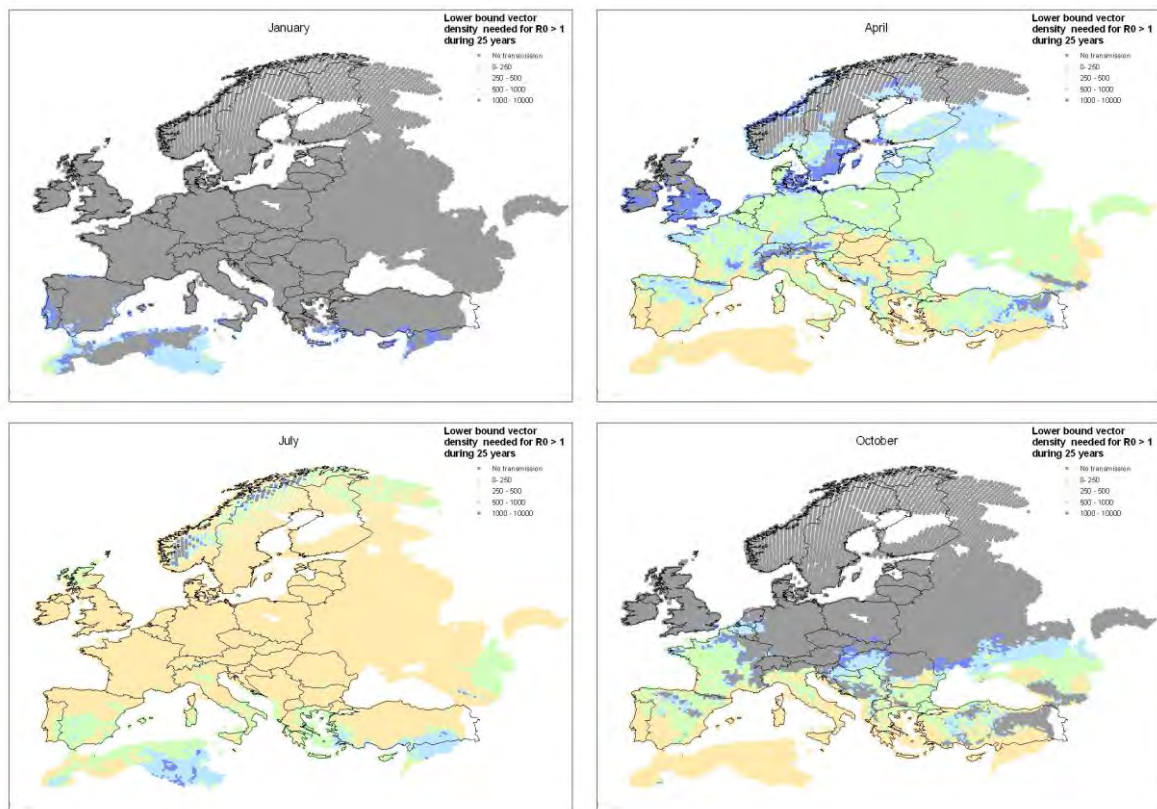 January
Lower bound vector
density needed for R0 > 1
during 25 years
No transmission
0- 250
250 - 500
500 - 1000
1000 - 10000
April
Lower bound vector
density needed for R0 > 1
during 25 years
No transmission
0- 250
250 - 500
500 - 1000
1000 - 10000
July
Lower bound vector
density needed for R0 > 1
during 25 years
No transmission
0- 250
250 - 500
500 - 1000
1000 - 10000
October
Lower bound vector
density needed for R0 > 1
during 25 years
No transmission
0- 250
250 - 500
500 - 1000
1000 - 10000